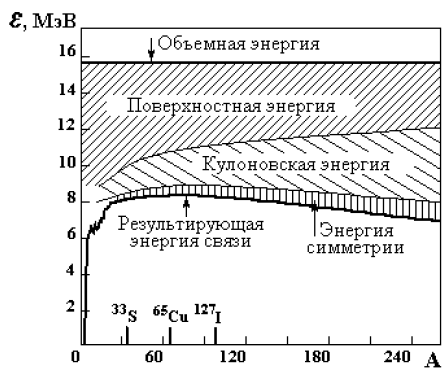 ε, МэВ
16
14
12
10
8
6
4
2
Объемная энергия
Поверхностная энергия
Кулоновская энергия
Результирующая
энергия связи
Энергия
симметрии
³³S ⁶⁵Cu ¹²⁷I
0 60 120 180 240 A